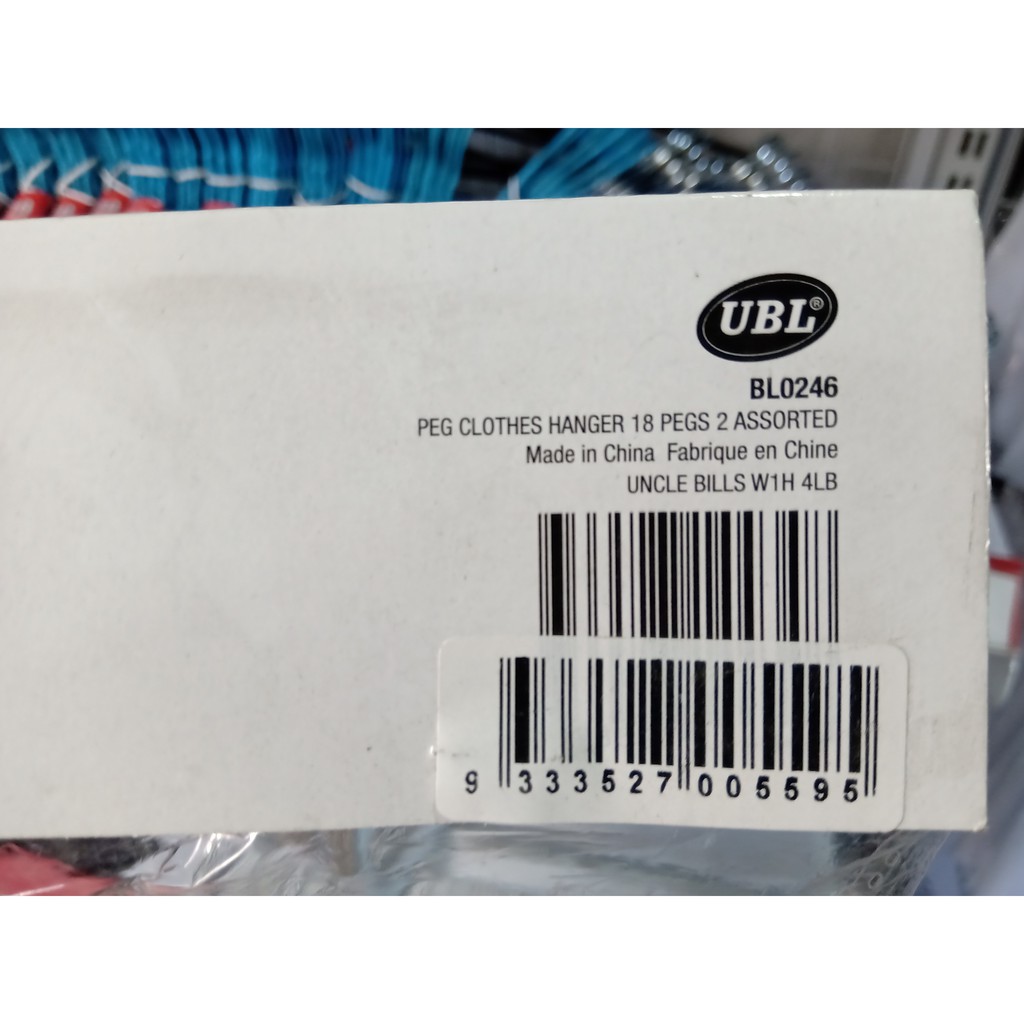 UBL®
BL0246
PEG CLOTHES HANGER 18 PEGS 2 ASSORTED
Made in China Fabrique en Chine
UNCLE BILLS W1H 4LB
9 333527 005595